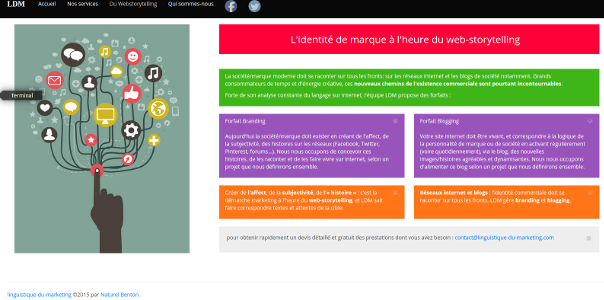 LDM Accueil Nos services Du Webstorytelling Qui sommes-nous
L'identité de marque à l'heure du web-storytelling
La société/marque moderne doit se raconter sur tous les fronts: sur les réseaux internet et les blogs de société notamment. Grands
consommateurs de temps et d'énergie créative, ces nouveaux chemins de l'existence commerciale sont pourtant incontournables.
Forte de son analyse constante du langage sur internet, l'équipe LDM propose des forfaits :
Terminal
Forfait Branding
Aujourd'hui la société/marque doit exister en créant de l'affect, de
la subjectivité, des histoires sur les réseaux (Facebook, Twitter,
Pinterest, forums...). Nous nous occupons de concevoir ces
histoires, de les raconter et de les faire vivre sur internet, selon un
projet que nous définirons ensemble.
Forfait Blogging
Votre site internet doit être vivant, et correspondre à la logique de
la personnalité de marque ou de société en activant régulièrement
(voire quotidiennement), via le blog, des nouvelles
images/histoires agréables et dynamisantes. Nous nous occupons
d'alimenter ce blog selon un projet que nous définirons ensemble.
Créer de l'affect, de la subjectivité, de l'« histoire » : c'est la
démarche marketing à l'heure du web-storytelling, et LDM sait
faire correspondre textes et attentes de la cible.
Réseaux internet et blogs : l'identité commerciale doit se
raconter sur tous les fronts. LDM gère branding et blogging.
pour obtenir rapidement un devis détaillé et gratuit des prestations dont vous avez besoin : contact@linguistique-du-marketing.com
linguistique-du-marketing ©2015 par Naturel Benton.